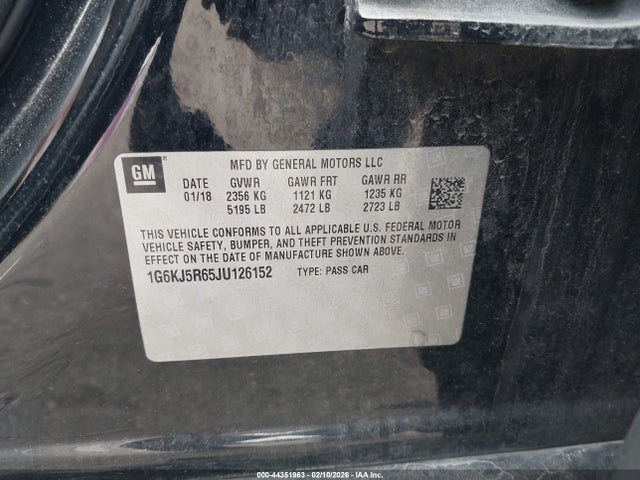 GM
MFD BY GENERAL MOTORS LLC
DATE GVWR GAWR FRT GAWR RR
01/18 2356 KG 1121 KG 1235 KG
5195 LB 2472 LB 2723 LB
THIS VEHICLE CONFORMS TO ALL APPLICABLE U.S. FEDERAL MOTOR
VEHICLE SAFETY, BUMPER, AND THEFT PREVENTION STANDARDS IN
EFFECT ON THE DATE OF MANUFACTURE SHOWN ABOVE.
1G6KJ5R65JU126152 TYPE: PASS CAR
000-44351963 - 02/10/2026 - COPYRIGHT © IAA, LLC